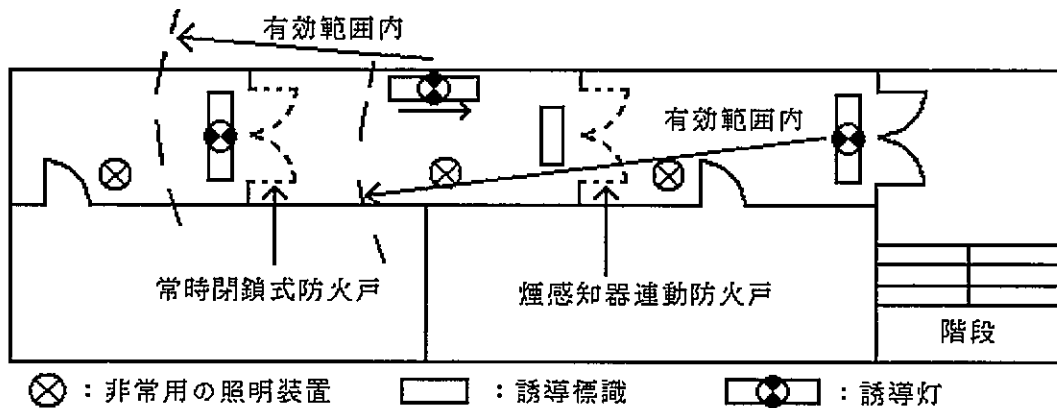 有効範囲内
有効範囲内
常時閉鎖式防火戸
煙感知器連動防火戸
階段
：非常用の照明装置
：誘導標識
：誘導灯